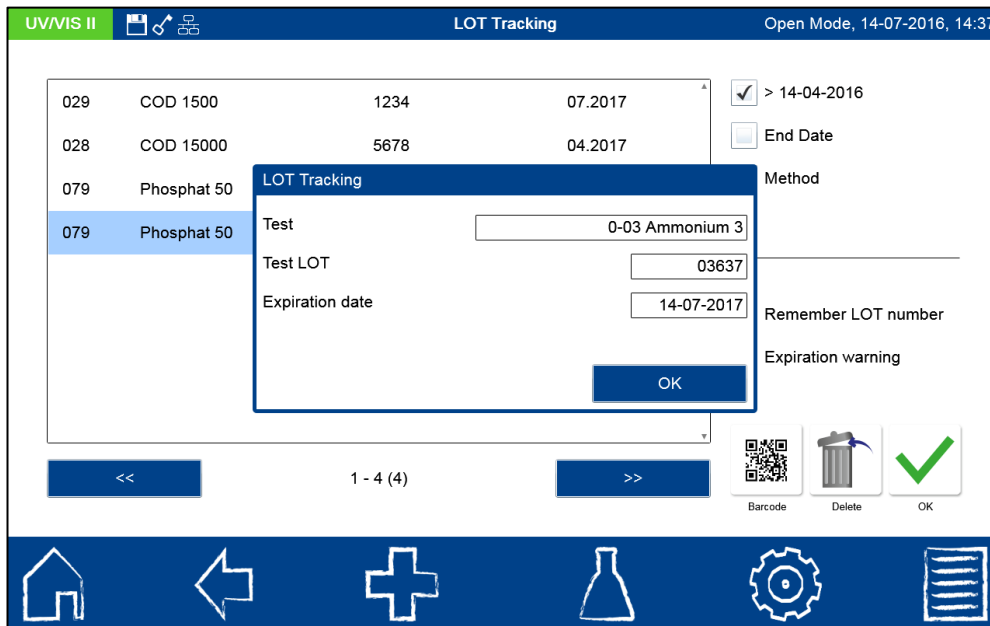 UV/VIS II LOT Tracking Open Mode, 14-07-2016, 14:37
029 COD 1500 1234 07.2017
> 14-04-2016
028 COD 15000 5678 04.2017
End Date
079 Phosphat 50
Method
079 Phosphat 50
LOT Tracking
Test 0-03 Ammonium 3
Test LOT 03637
Expiration date 14-07-2017
OK
Remember LOT number
Expiration warning
<< 1 - 4 (4) >>
Barcode Delete OK